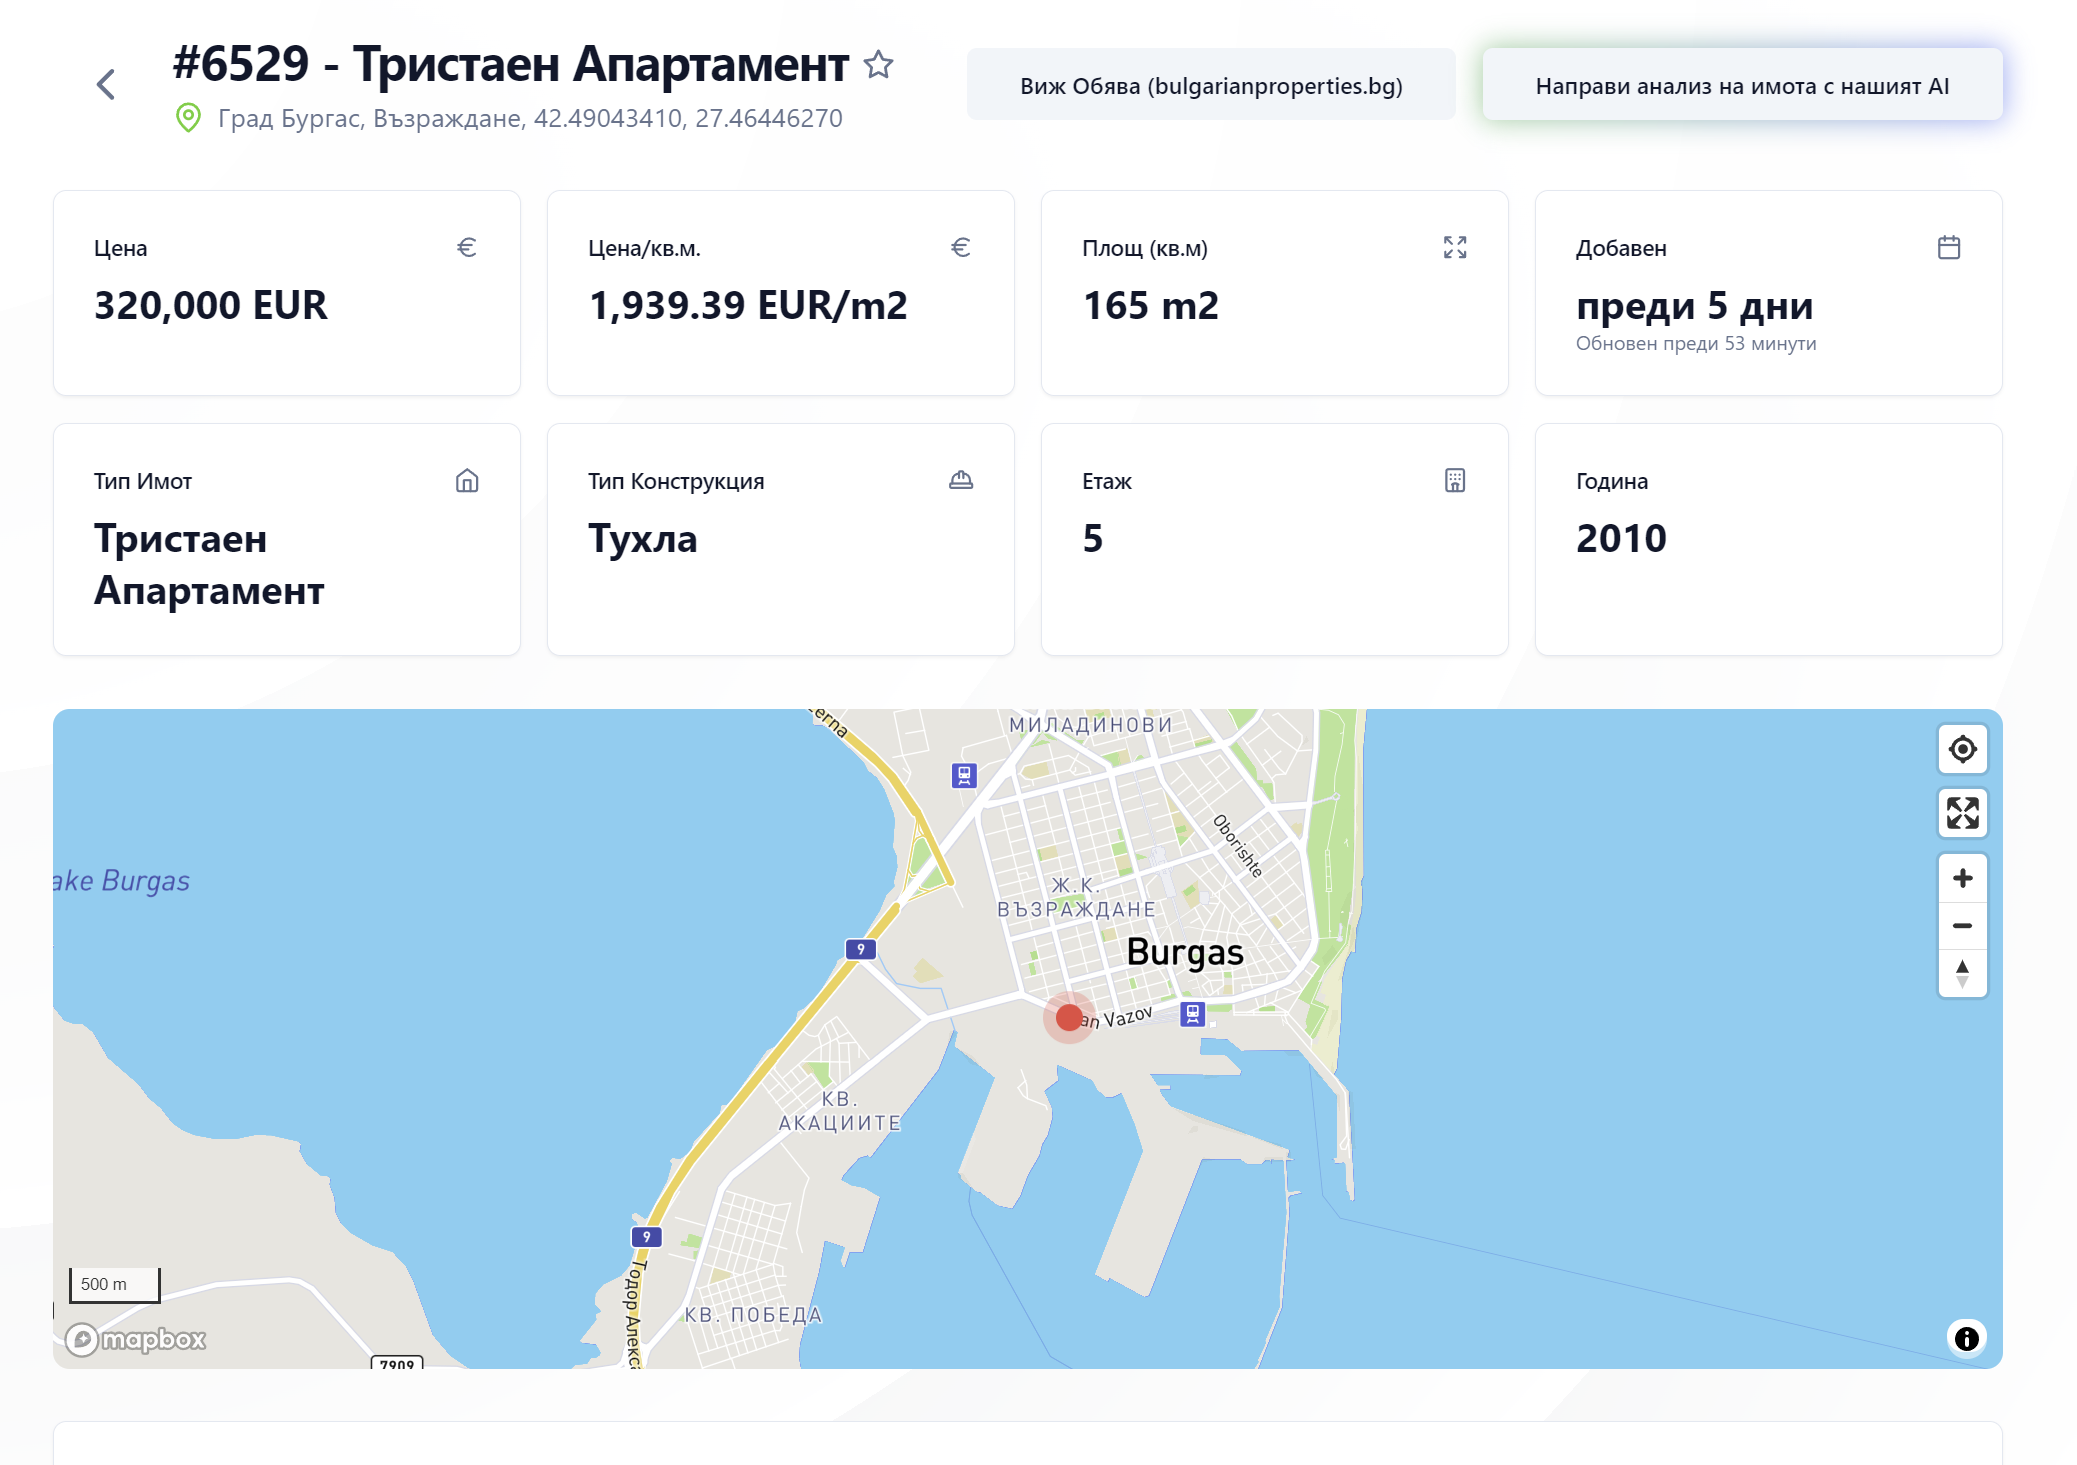 #6529 - Тристаен Апартамент
Град Бургас, Възраждане, 42.49043410, 27.46446270
Виж Обява (bulgarianproperties.bg)
Направи анализ на имота с нашият AI
Цена
320,000 EUR
Цена/кв.м.
1,939.39 EUR/m2
Площ (кв.м)
165 m2
Добавен
преди 5 дни
Обновен преди 53 минути
Тип Имот
Тристаен
Апартамент
Тип Конструкция
Тухла
Етаж
5
Година
2010
erna
МИЛАДИНОВИ
Oborishte
ake Burgas
Ж.К.
ВЪЗРАЖДАНЕ
Burgas
9
an Vazov
КВ.
АКАЦИИТЕ
9
Тодор Алекса
КВ. ПОБЕДА
500 m
mapbox
7909